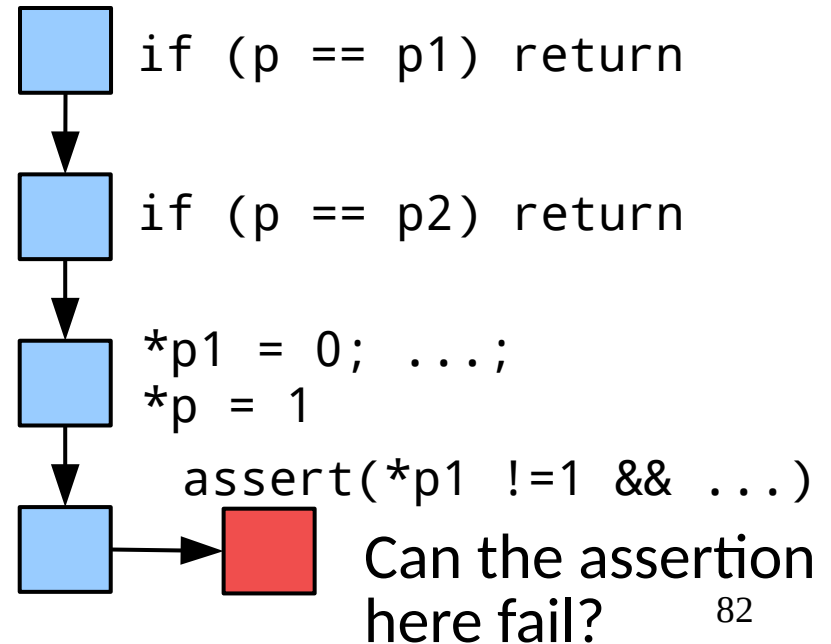 if (p == p1) return
if (p == p2) return
*p1 = 0; ...;
*p = 1
assert(*p1 !=1 && ...)
Can the assertion
here fail?
82